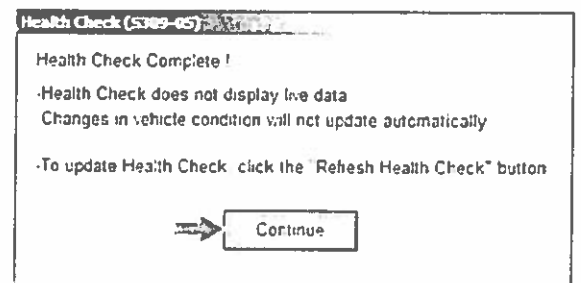 Health Check (S309-05)
Health Check Complete !
-Health Check does not display live data
Changes in vehicle condition will not update automatically
-To update Health Check click the "Refresh Health Check" button
Continue